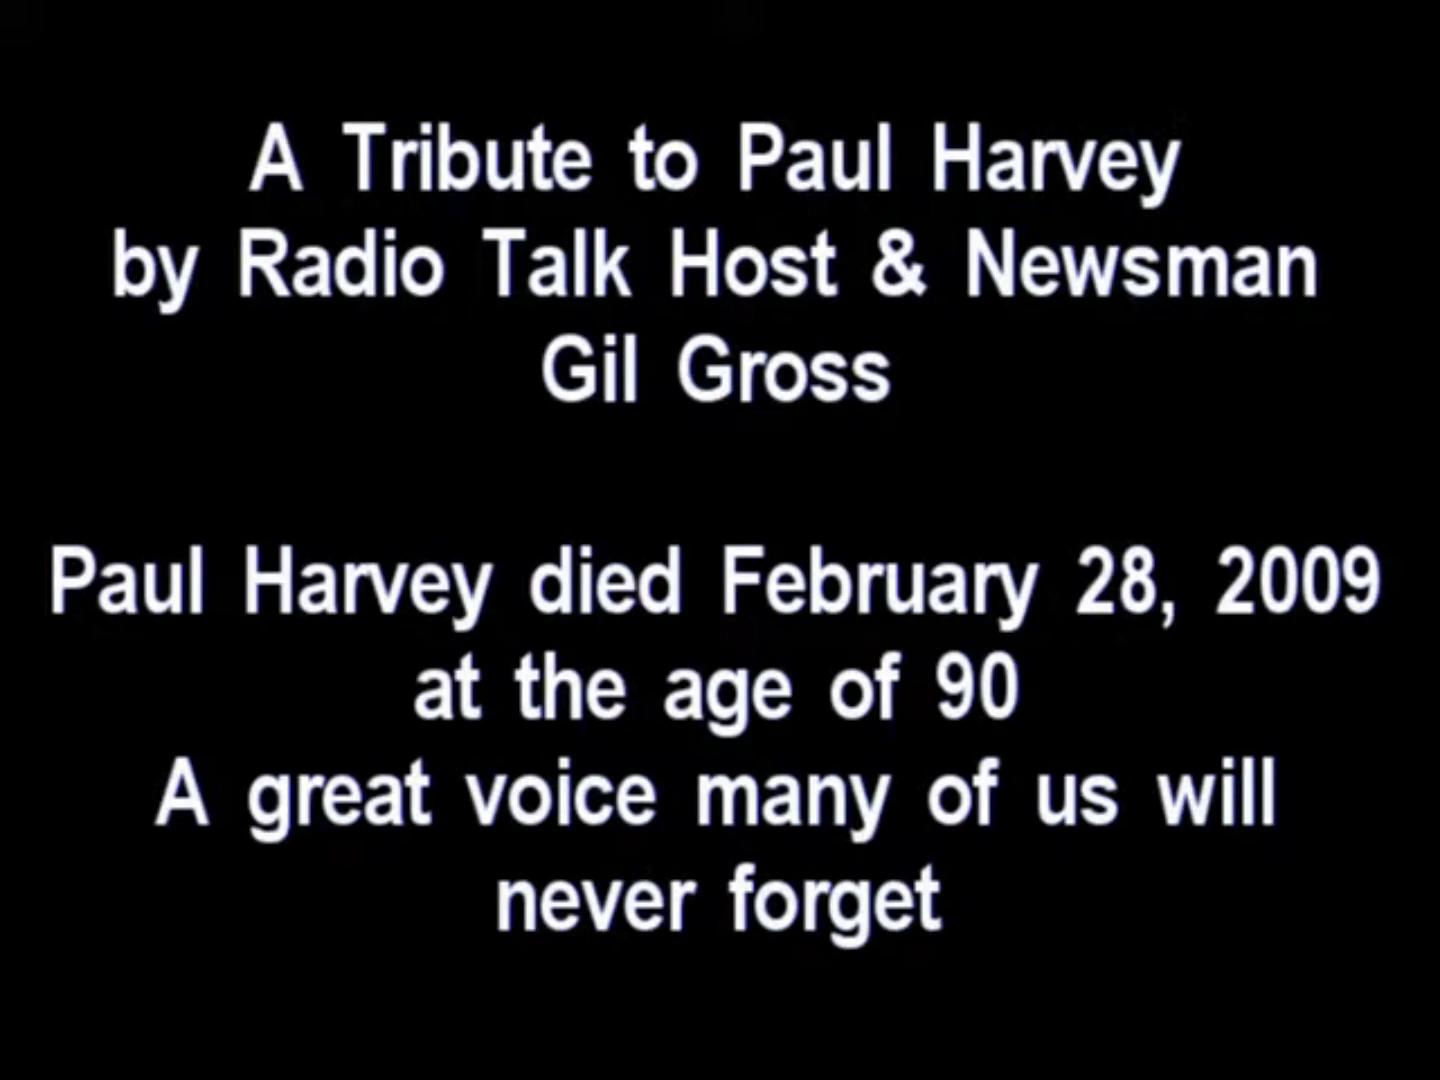 A Tribute to Paul Harvey
by Radio Talk Host & Newsman
Gil Gross
Paul Harvey died February 28, 2009
at the age of 90
A great voice many of us will
never forget